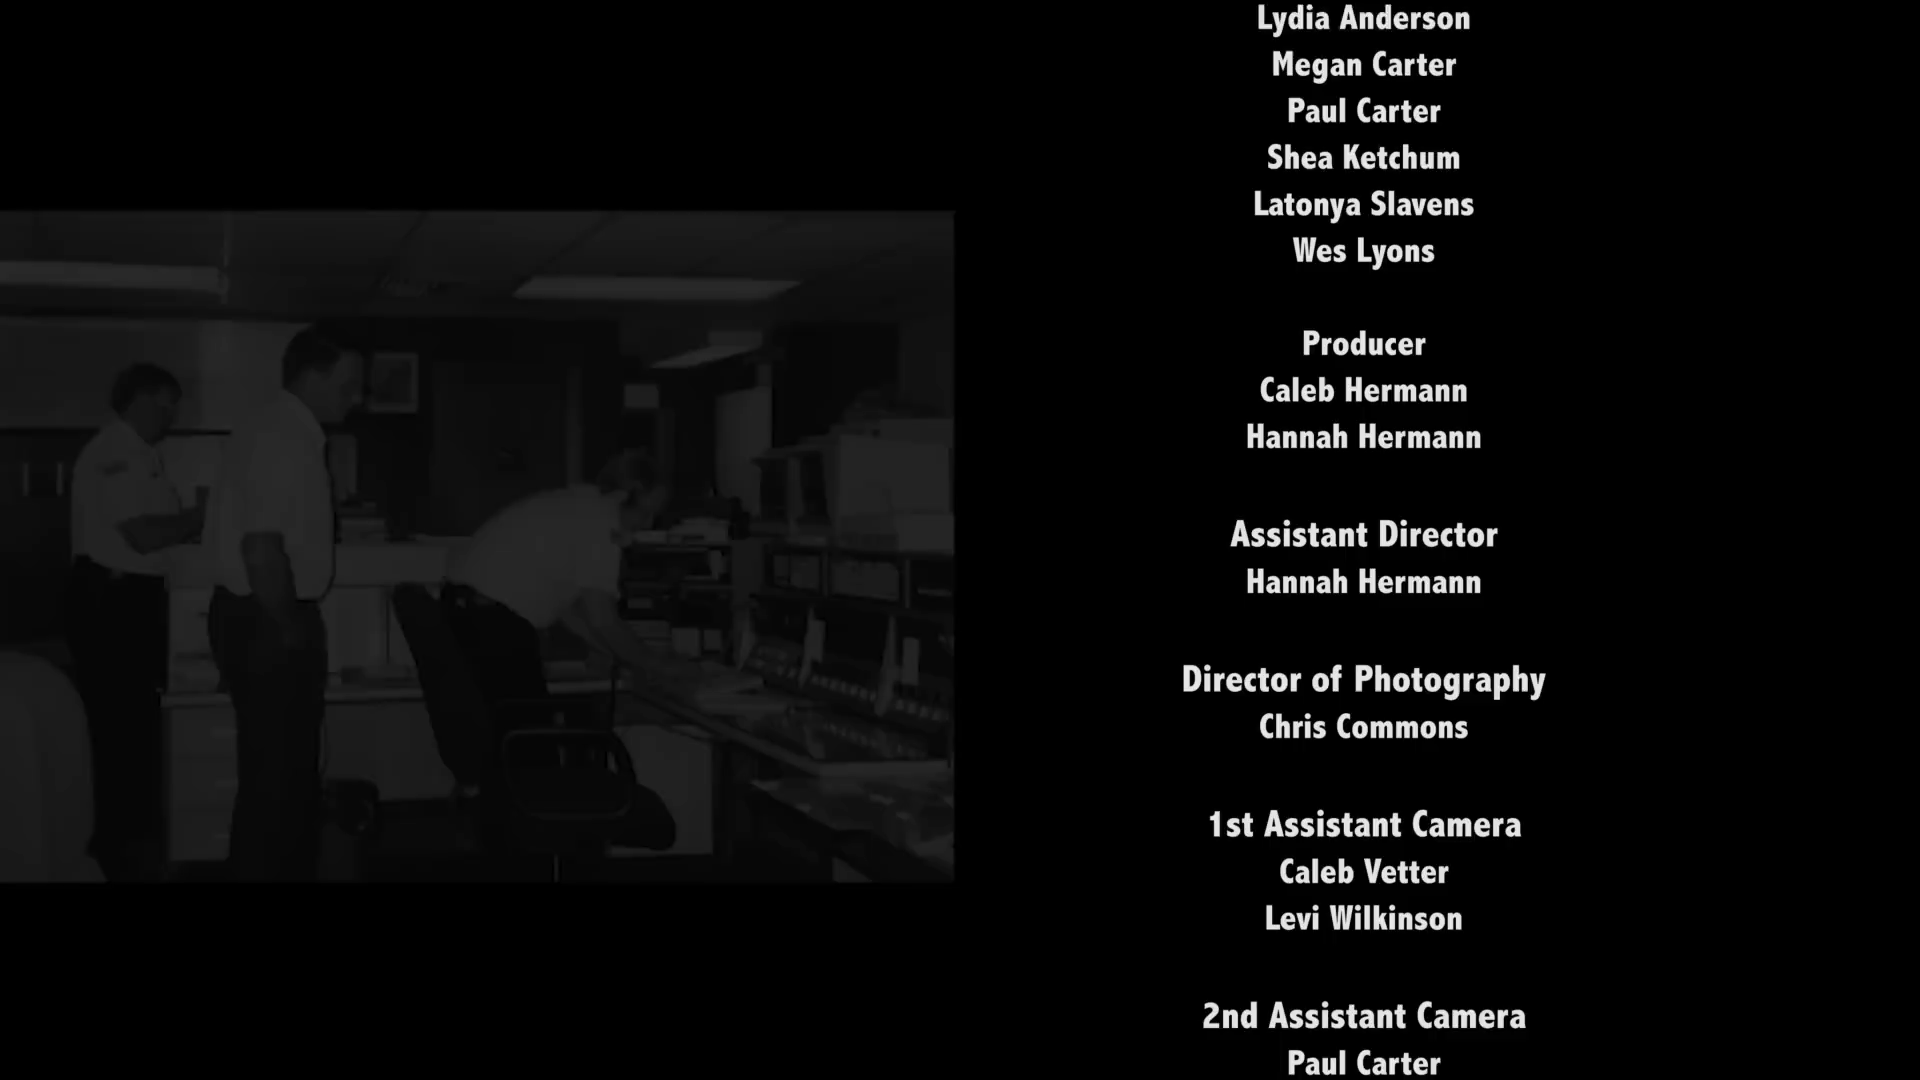 Lydia Anderson
Megan Carter
Paul Carter
Shea Ketchum
Latonya Slavens
Wes Lyons
Producer
Caleb Hermann
Hannah Hermann
Assistant Director
Hannah Hermann
Director of Photography
Chris Commons
1st Assistant Camera
Caleb Vetter
Levi Wilkinson
2nd Assistant Camera
Paul Carter